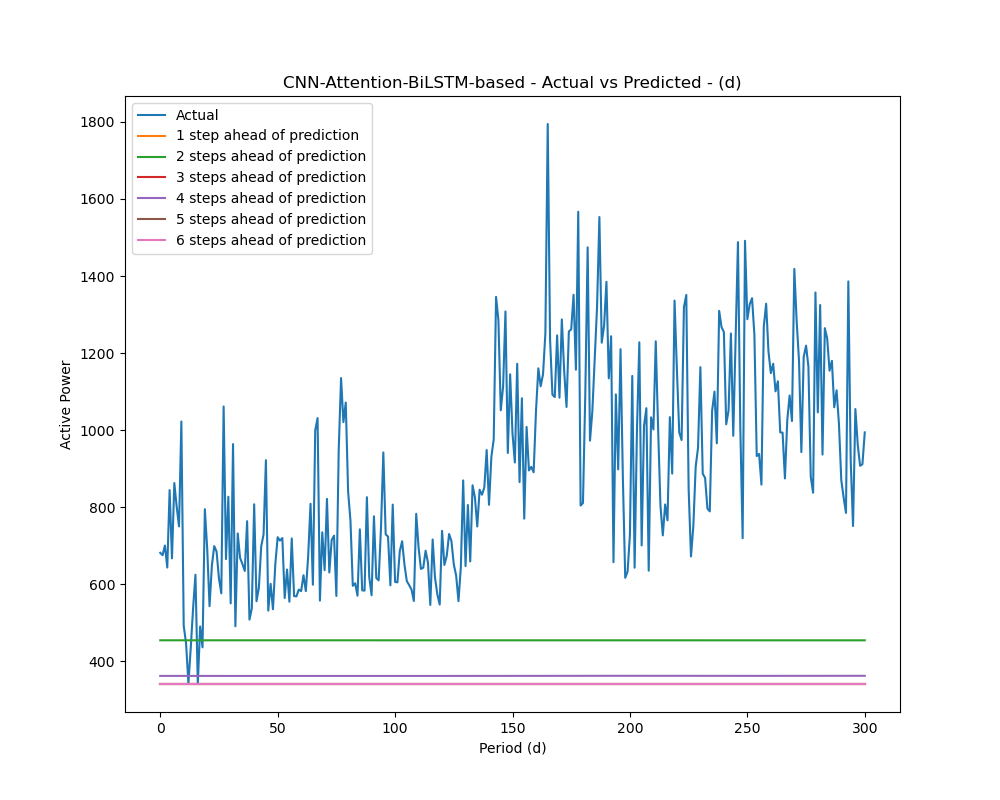 CNN-Attention-BiLSTM-based - Actual vs Predicted - (d)
Actual
1 step ahead of prediction
2 steps ahead of prediction
3 steps ahead of prediction
4 steps ahead of prediction
5 steps ahead of prediction
6 steps ahead of prediction
1800
1600
1400
1200
1000
800
600
400
Active Power
0 50 100 150 200 250 300
Period (d)